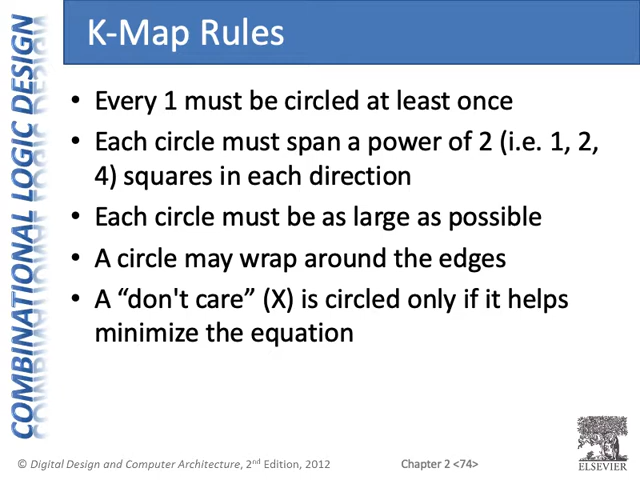 K-Map Rules
COMBINATIONAL LOGIC DESIGN
• Every 1 must be circled at least once
• Each circle must span a power of 2 (i.e. 1, 2,
4) squares in each direction
• Each circle must be as large as possible
• A circle may wrap around the edges
• A “don't care” (X) is circled only if it helps
minimize the equation
ELSEVIER
© Digital Design and Computer Architecture, 2nd Edition, 2012
Chapter 2 <74>